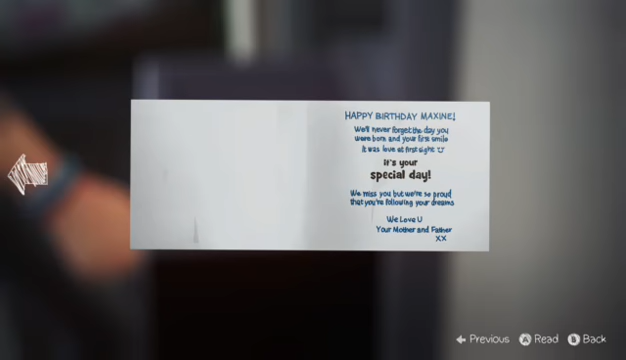 HAPPY BIRTHDAY MAXINE!
We'll never forget the day you
were born and your first smile
It was love at first sight
It's your
special day!
We miss you but we're so proud
that you're following your dreams
We Love U
Your Mother and Father
XX
Previous
A Read
B Back